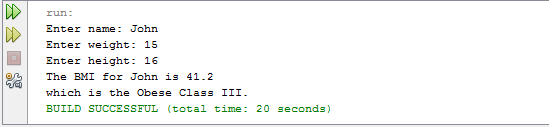 run:
Enter name: John
Enter weight: 15
Enter height: 16
The BMI for John is 41.2
which is the Obese Class III.
BUILD SUCCESSFUL (total time: 20 seconds)